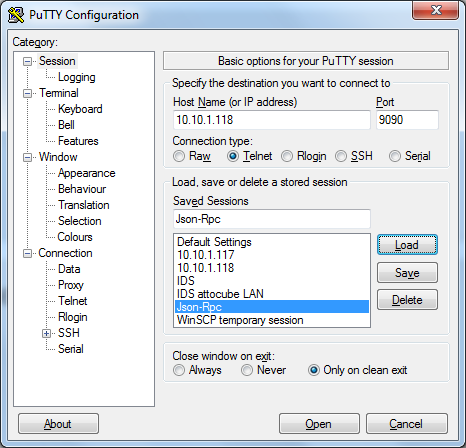 PuTTY Configuration
Category:
Session
Logging
Terminal
Keyboard
Bell
Features
Window
Appearance
Behaviour
Translation
Selection
Colours
Connection
Data
Proxy
Telnet
Rlogin
SSH
Serial
Basic options for your PuTTY session
Specify the destination you want to connect to
Host Name (or IP address) Port
10.10.1.118 9090
Connection type:
Raw Telnet Rlogin SSH Serial
Load, save or delete a stored session
Saved Sessions
Json-Rpc
Default Settings
10.10.1.117
10.10.1.118
IDS
IDS attocube LAN
Json-Rpc
WinSCP temporary session
Load
Save
Delete
Close window on exit:
Always Never Only on clean exit
About Open Cancel